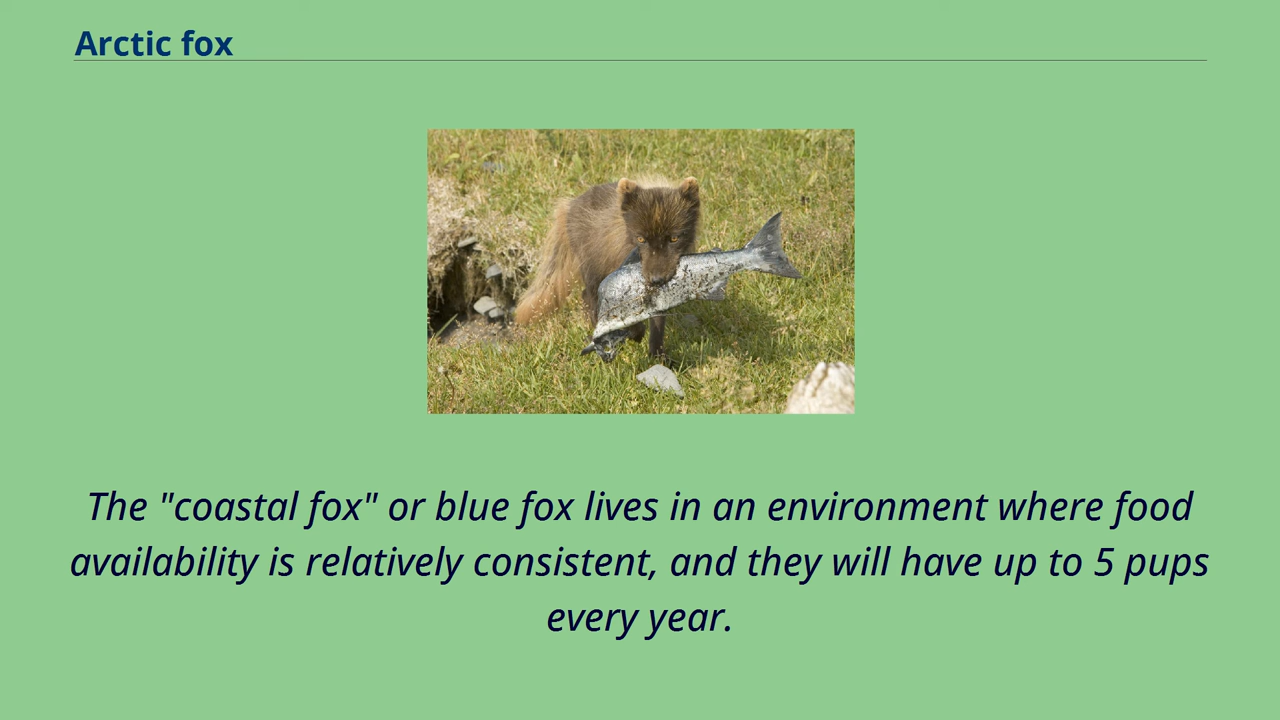 Arctic fox
The "coastal fox" or blue fox lives in an environment where food
availability is relatively consistent, and they will have up to 5 pups
every year.